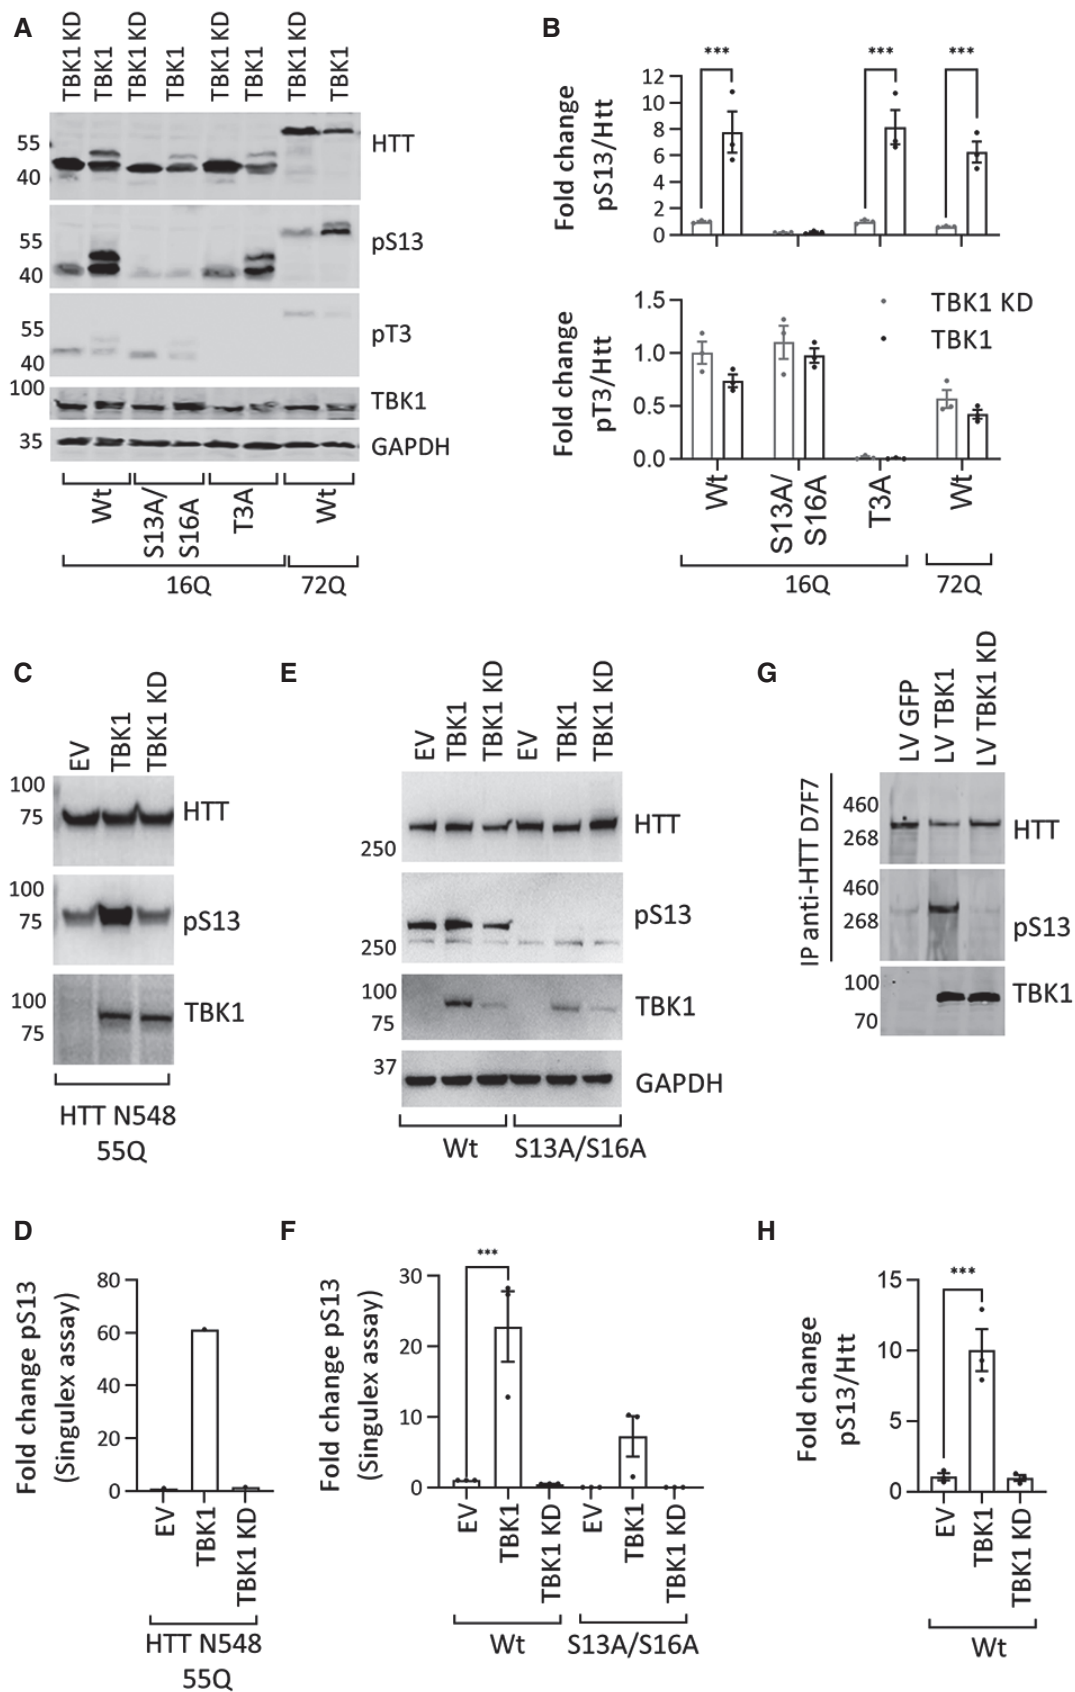 A
TBK1 KD
TBK1
TBK1 KD
TBK1
TBK1 KD
TBK1
TBK1 KD
TBK1
55
40
HTT
55
40
pS13
55
40
pT3
100
TBK1
35
GAPDH
Wt
S13A/
S16A
T3A
Wt
16Q
72Q
B
Fold change
pS13/Htt
12
10
8
6
4
2
0
***
***
***
Fold change
pT3/Htt
1.5
1.0
0.5
0.0
TBK1 KD
TBK1
Wt
S13A/
S16A
T3A
Wt
16Q
72Q
C
EV
TBK1
TBK1 KD
100
75
HTT
100
75
pS13
100
75
TBK1
HTT N548
55Q
E
EV
TBK1
TBK1 KD
EV
TBK1
TBK1 KD
250
HTT
250
pS13
100
75
TBK1
37
GAPDH
Wt
S13A/S16A
G
LV GFP
LV TBK1
LV TBK1 KD
IP anti-HTT D7F7
460
268
HTT
460
268
pS13
100
70
TBK1
D
Fold change pS13
(Singulex assay)
80
60
40
20
0
EV
TBK1
TBK1 KD
HTT N548
55Q
F
Fold change pS13
(Singulex assay)
30
20
10
0
***
EV
TBK1
TBK1 KD
EV
TBK1
TBK1 KD
Wt
S13A/S16A
H
Fold change
pS13/Htt
15
10
5
0
***
EV
TBK1
TBK1 KD
Wt